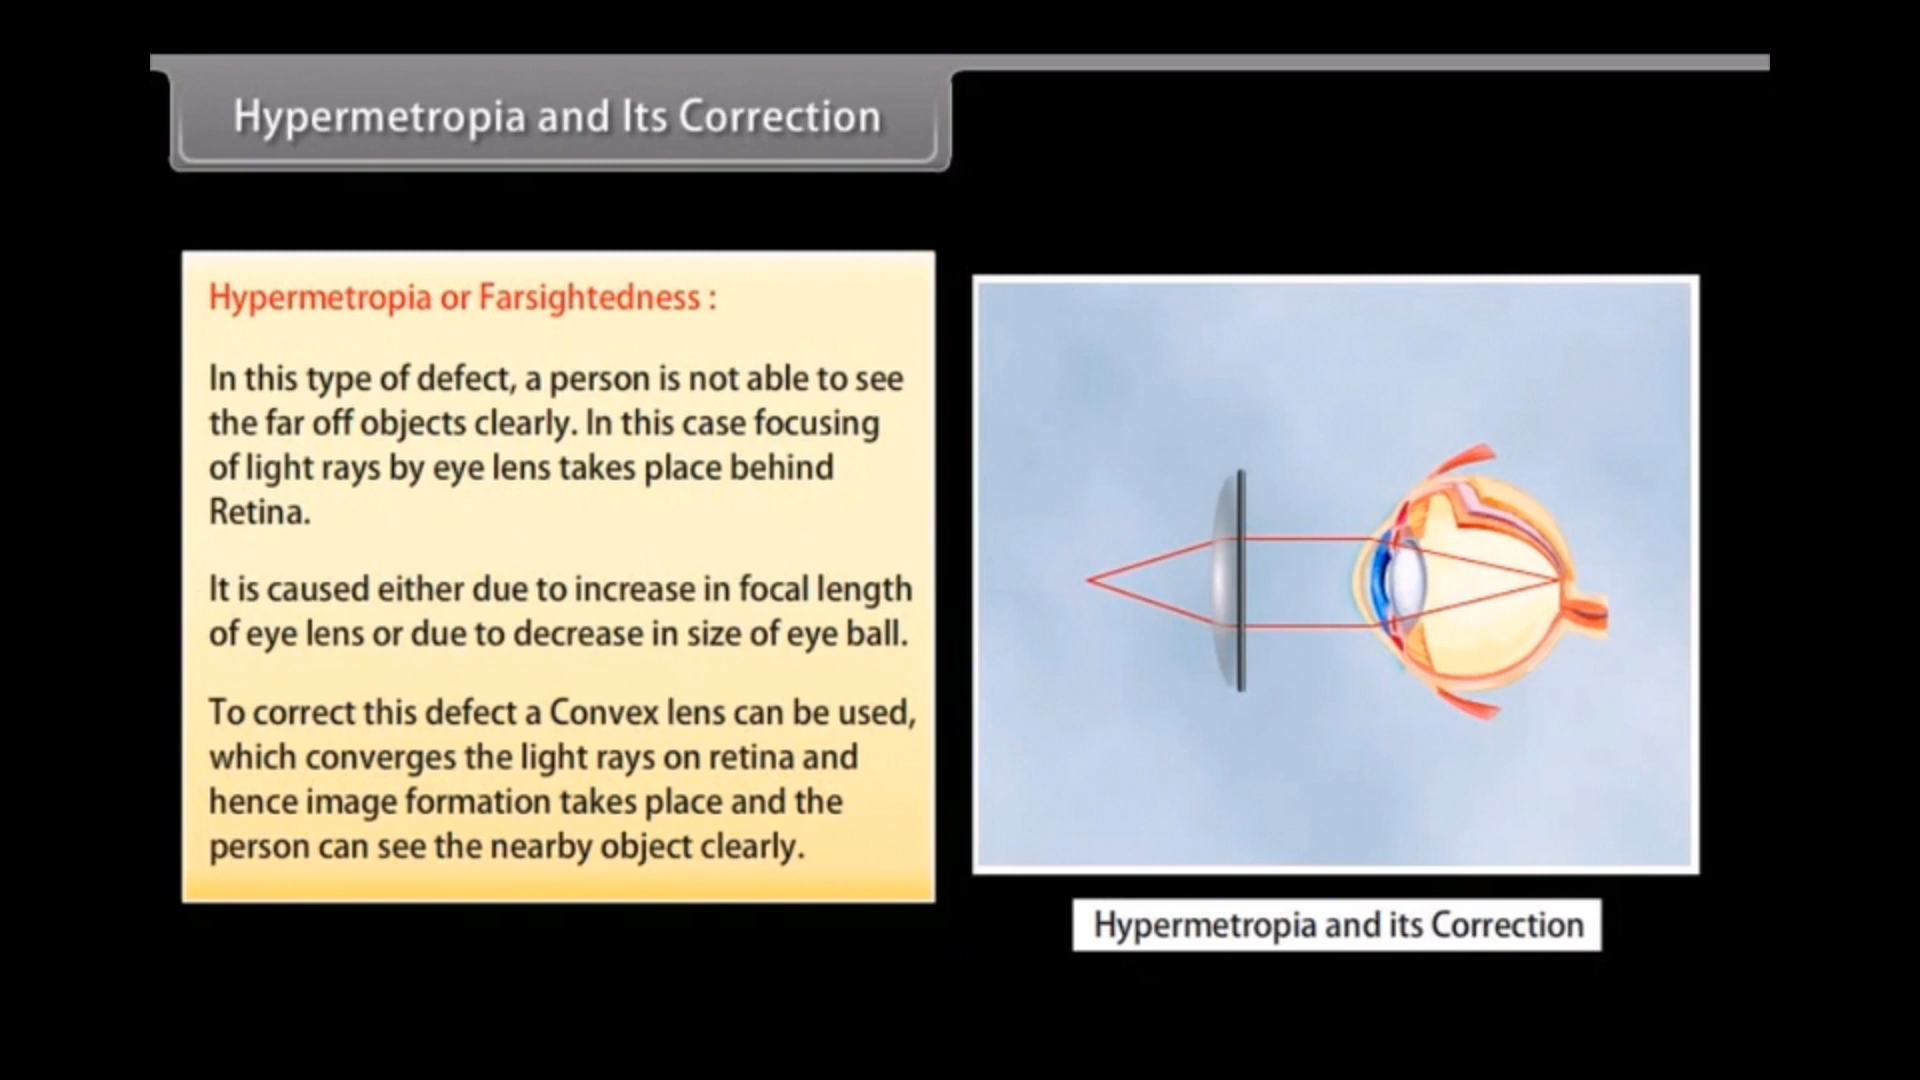 Hypermetropia and Its Correction
Hypermetropia or Farsightedness :
In this type of defect, a person is not able to see
the far off objects clearly. In this case focusing
of light rays by eye lens takes place behind
Retina.
It is caused either due to increase in focal length
of eye lens or due to decrease in size of eye ball.
To correct this defect a Convex lens can be used,
which converges the light rays on retina and
hence image formation takes place and the
person can see the nearby object clearly.
Hypermetropia and its Correction